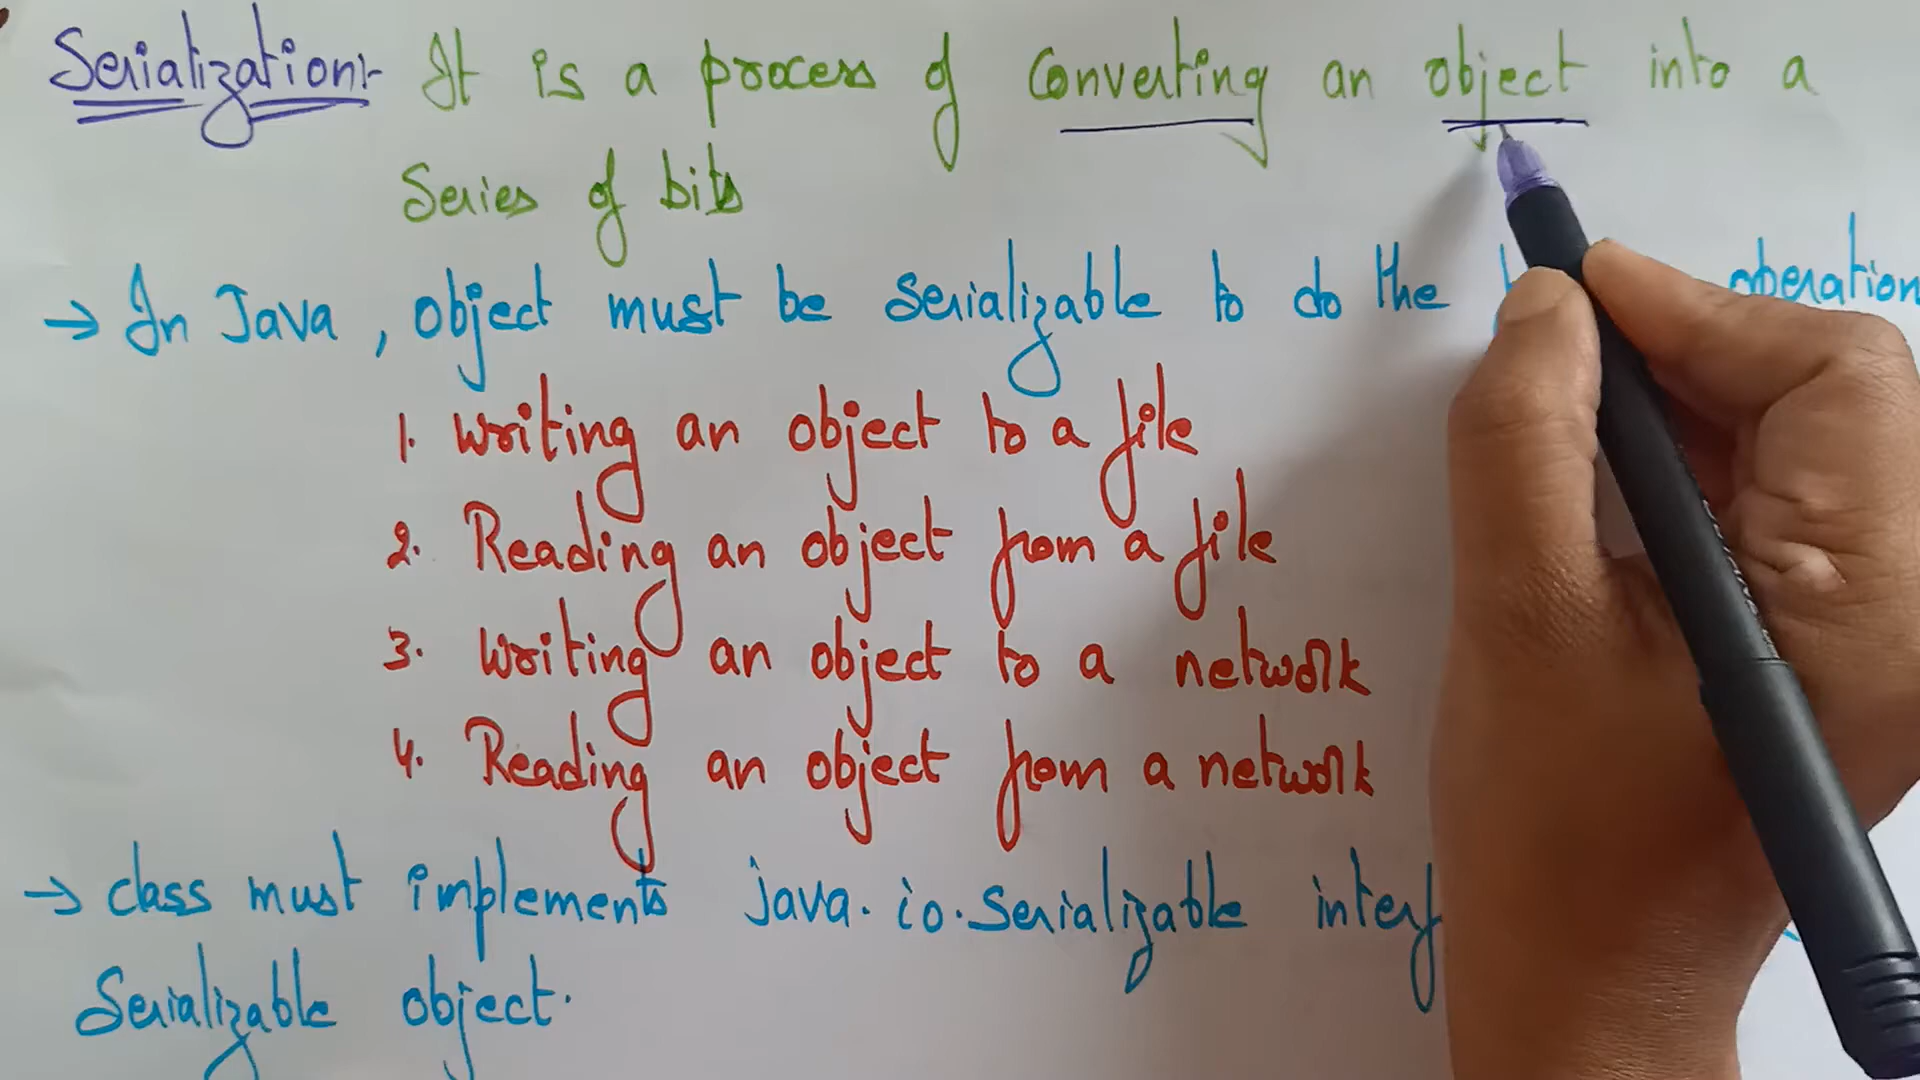 Serialization:- It is a process of Converting an object into a
Series of bits
→ In Java, object must be Serializable to do the operation
1. Writing an object to a file
2. Reading an object from a file
3. Writing an object to a network
4. Reading an object from a network
→ class must implements java.io.Serializable
Serializable object.